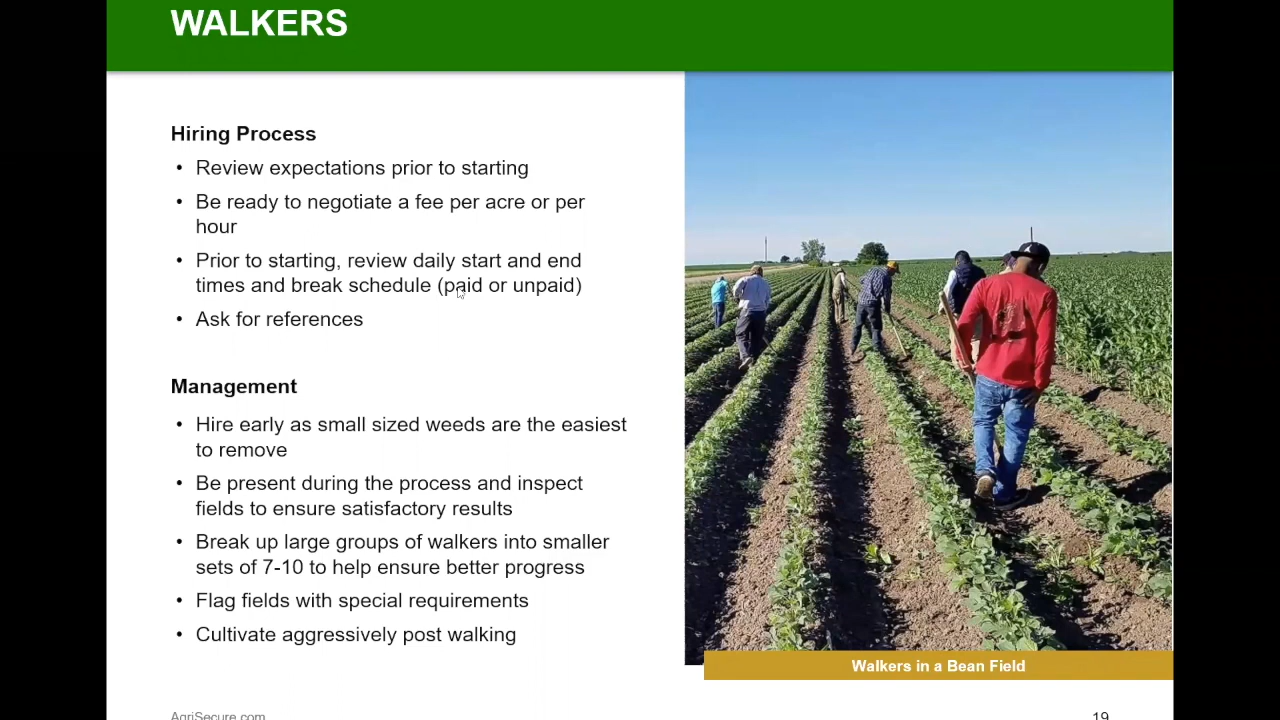 WALKERS
Hiring Process
• Review expectations prior to starting
• Be ready to negotiate a fee per acre or per
hour
• Prior to starting, review daily start and end
times and break schedule (paid or unpaid)
• Ask for references
Management
• Hire early as small sized weeds are the easiest
to remove
• Be present during the process and inspect
fields to ensure satisfactory results
• Break up large groups of walkers into smaller
sets of 7-10 to help ensure better progress
• Flag fields with special requirements
• Cultivate aggressively post walking
Walkers in a Bean Field
AgriSecure.com
19